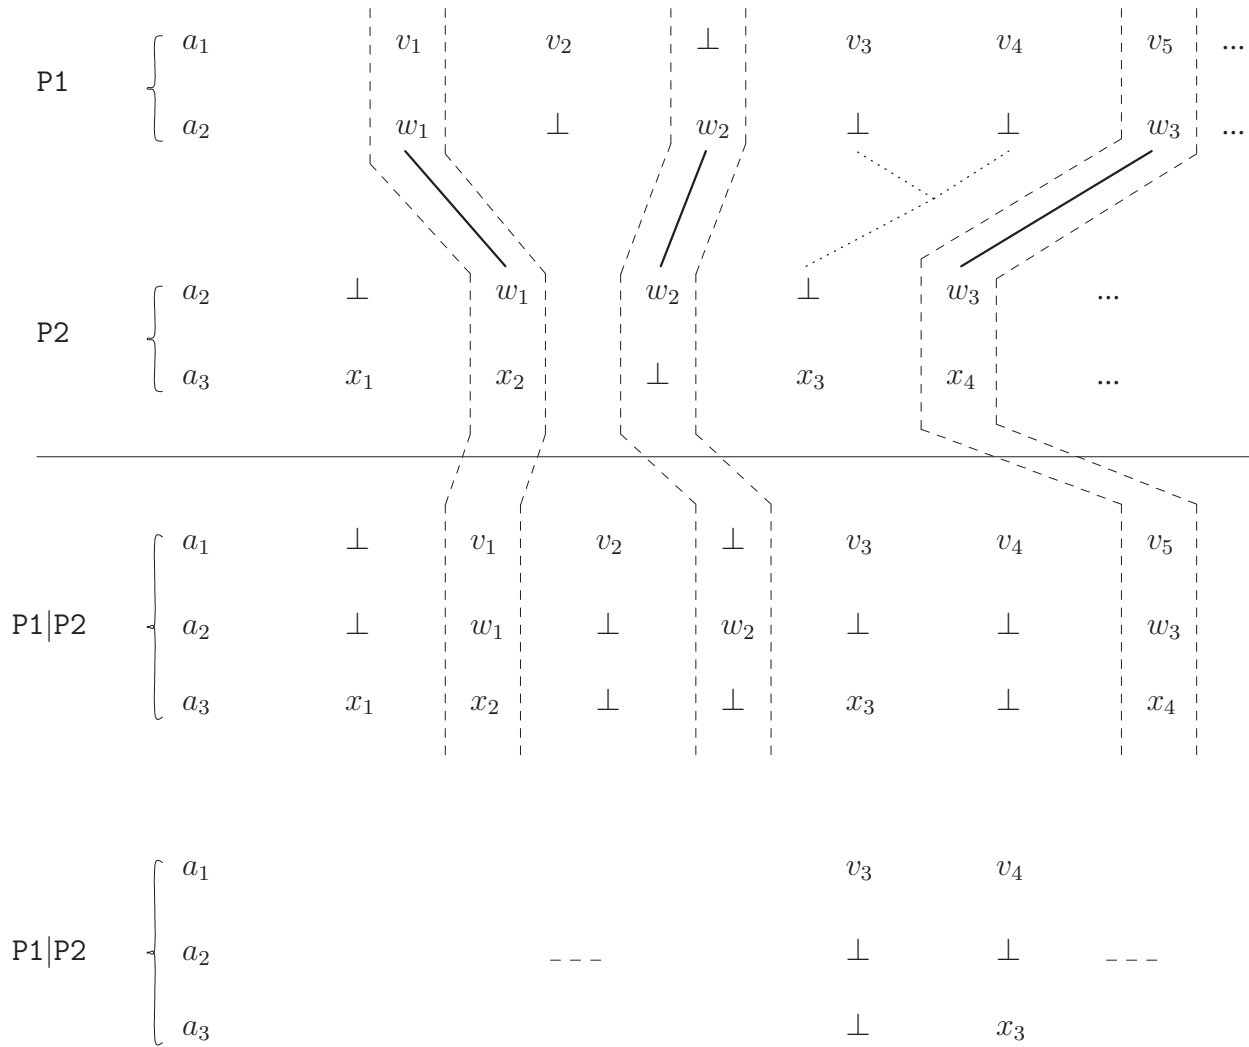 a₁ v₁ v₂ ⊥ v₃ v₄ v₅ ...
P1
a₂ w₁ ⊥ w₂ ⊥ ⊥ w₃ ...
a₂ ⊥ w₁ w₂ ⊥ w₃ ...
P2
a₃ x₁ x₂ ⊥ x₃ x₄ ...
a₁ ⊥ v₁ v₂ ⊥ v₃ v₄ v₅
P1|P2 a₂ ⊥ w₁ ⊥ w₂ ⊥ ⊥ w₃
a₃ x₁ x₂ ⊥ ⊥ x₃ ⊥ x₄
a₁ v₃ v₄
P1|P2 a₂ _ _ _ ⊥ ⊥ _ _ _
a₃ ⊥ x₃